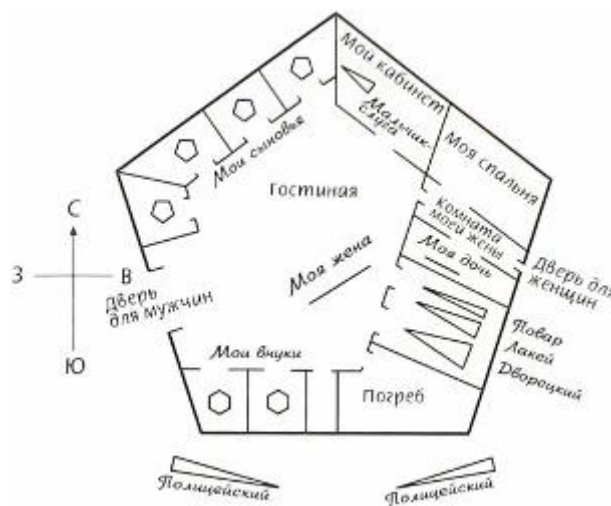 Мой кабинет
Мальчик-
слуга
Моя спальня
Мои сыновья
Гостиная
Комната
моей жены
Моя дочь
С
З
В
Ю
Дверь
для мужчин
Моя жена
Дверь для
женщин
Повар
Лакей
Дворецкий
Мои внуки
Погреб
Полицейский
Полицейский